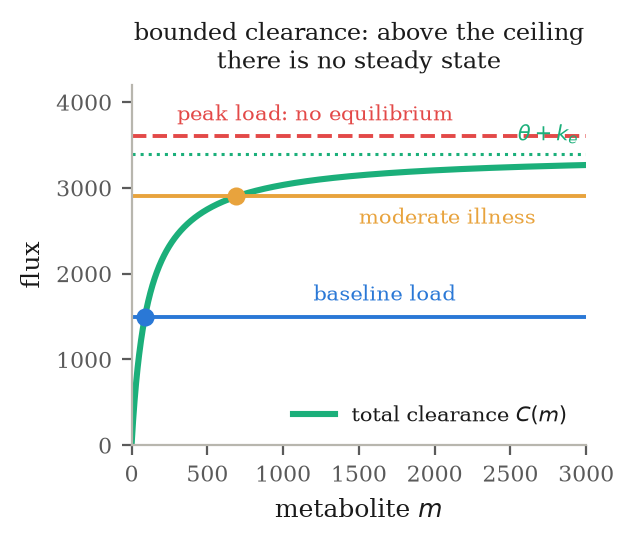 bounded clearance: above the ceiling
there is no steady state
4000
3000
2000
1000
0
flux
peak load: no equilibrium
θ + kₑ
moderate illness
baseline load
total clearance C(m)
0 500 1000 1500 2000 2500 3000
metabolite m